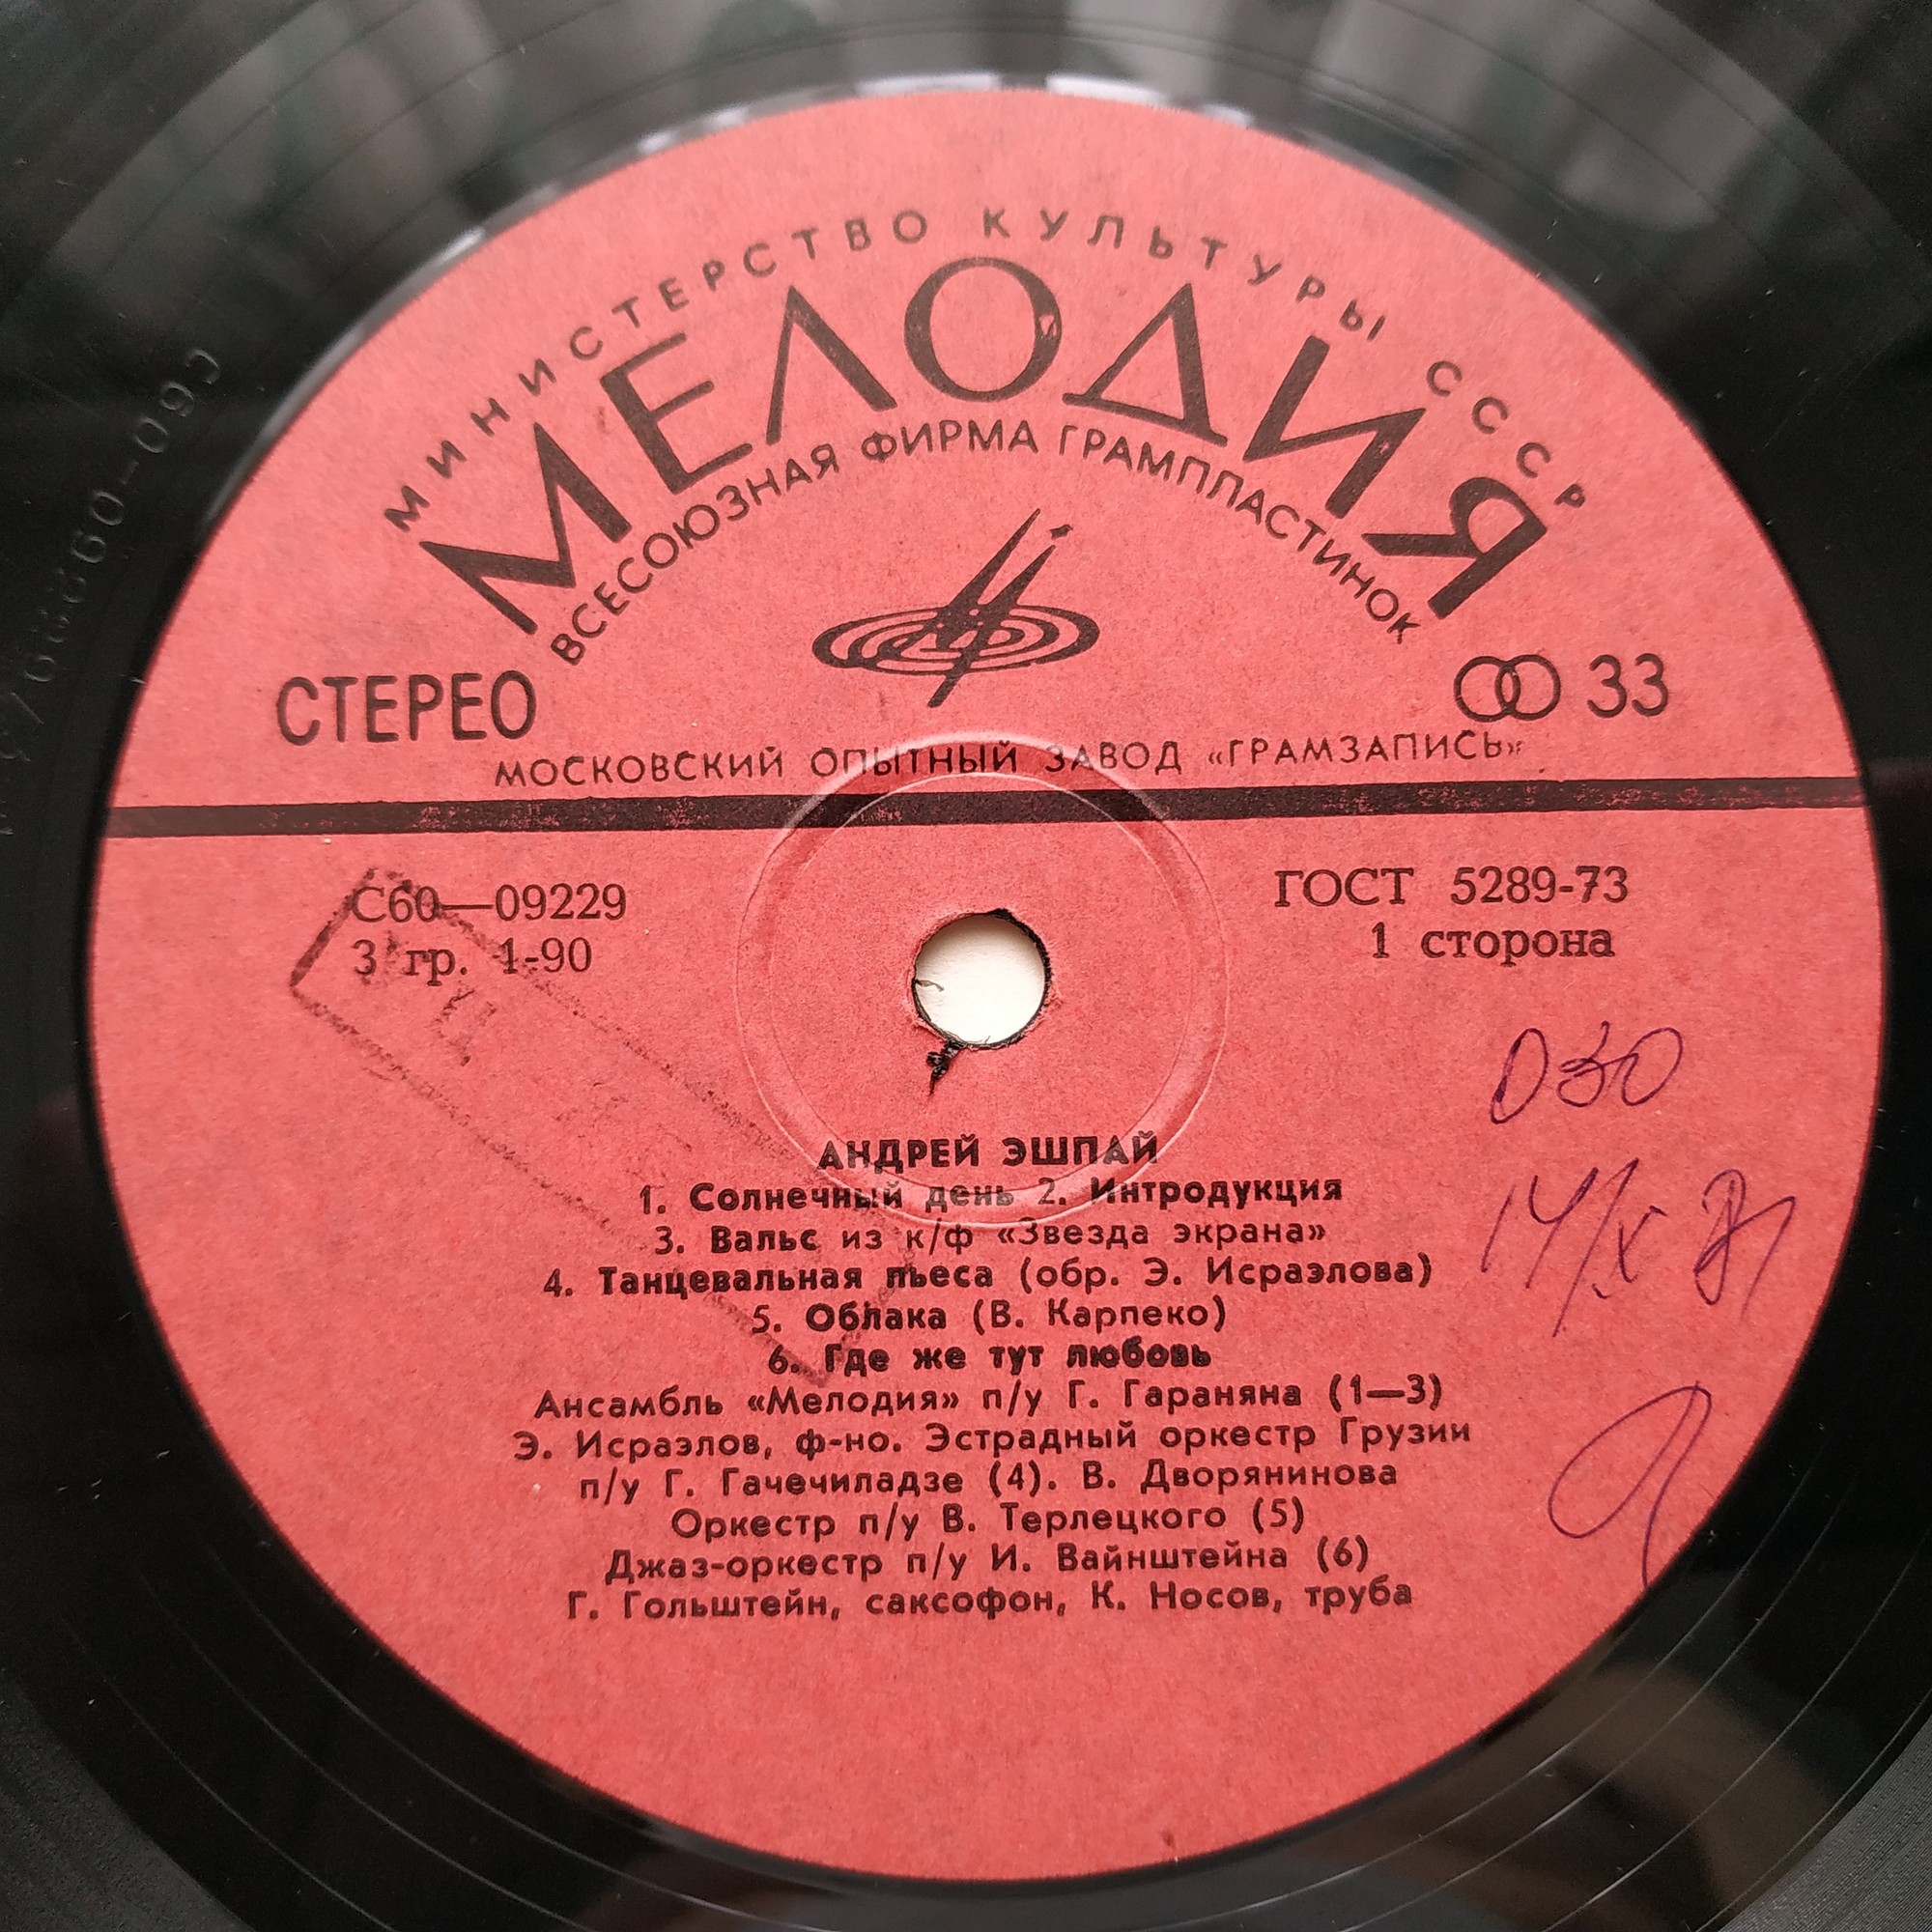 МИНИСТЕРСТВО КУЛЬТУРЫ СССР
МЕЛОДИЯ
ВСЕСОЮЗНАЯ ФИРМА ГРАМПЛАСТИНОК
СТЕРЕО
33
МОСКОВСКИЙ ОПЫТНЫЙ ЗАВОД «ГРАМЗАПИСЬ»
С60—09229
ГОСТ 5289-73
3 гр. 1-90
1 сторона
АНДРЕЙ ЭШПАЙ
1. Солнечный день 2. Интродукция
3. Вальс из к/ф «Звезда экрана»
4. Танцевальная пьеса (обр. Э. Исраэлова)
5. Облака (В. Карпеко)
6. Где же тут любовь
Ансамбль «Мелодия» п/у Г. Гараняна (1—3)
Э. Исраэлов, ф-но. Эстрадный оркестр Грузии
п/у Г. Гачечиладзе (4). В. Дворянинова
Оркестр п/у В. Терлецкого (5)
Джаз-оркестр п/у И. Вайнштейна (6)
Г. Гольштейн, саксофон, К. Носов, труба